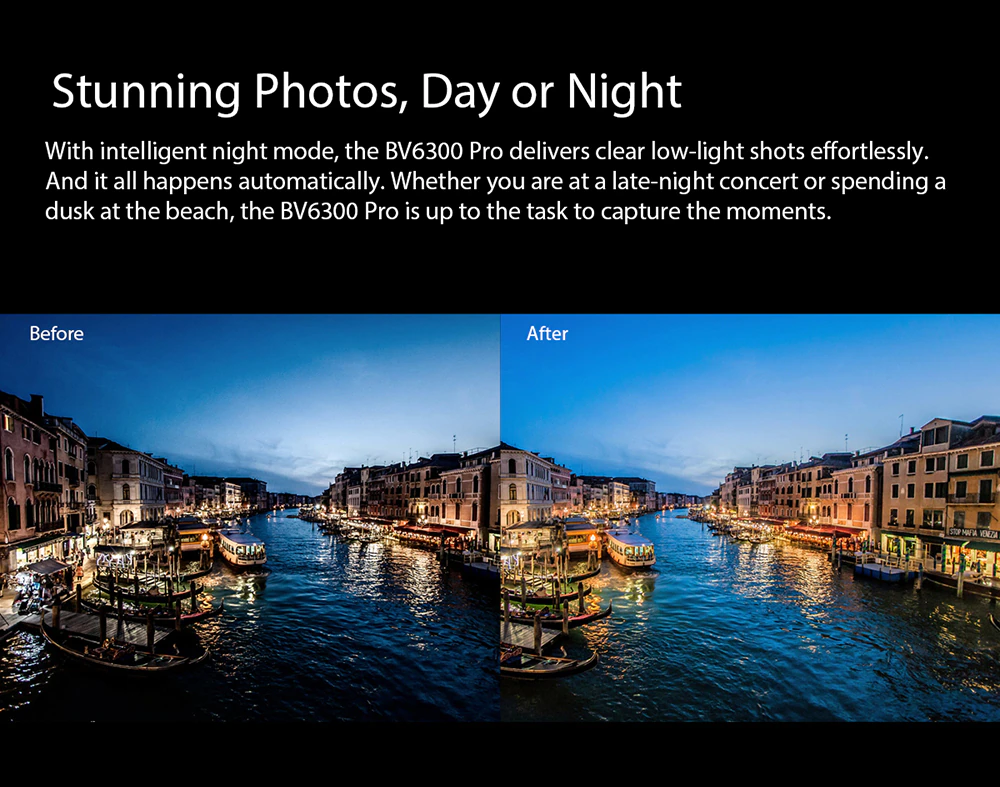 Stunning Photos, Day or Night
With intelligent night mode, the BV6300 Pro delivers clear low-light shots effortlessly.
And it all happens automatically. Whether you are at a late-night concert or spending a
dusk at the beach, the BV6300 Pro is up to the task to capture the moments.
Before
After
STOP MAFIA VENEZIA